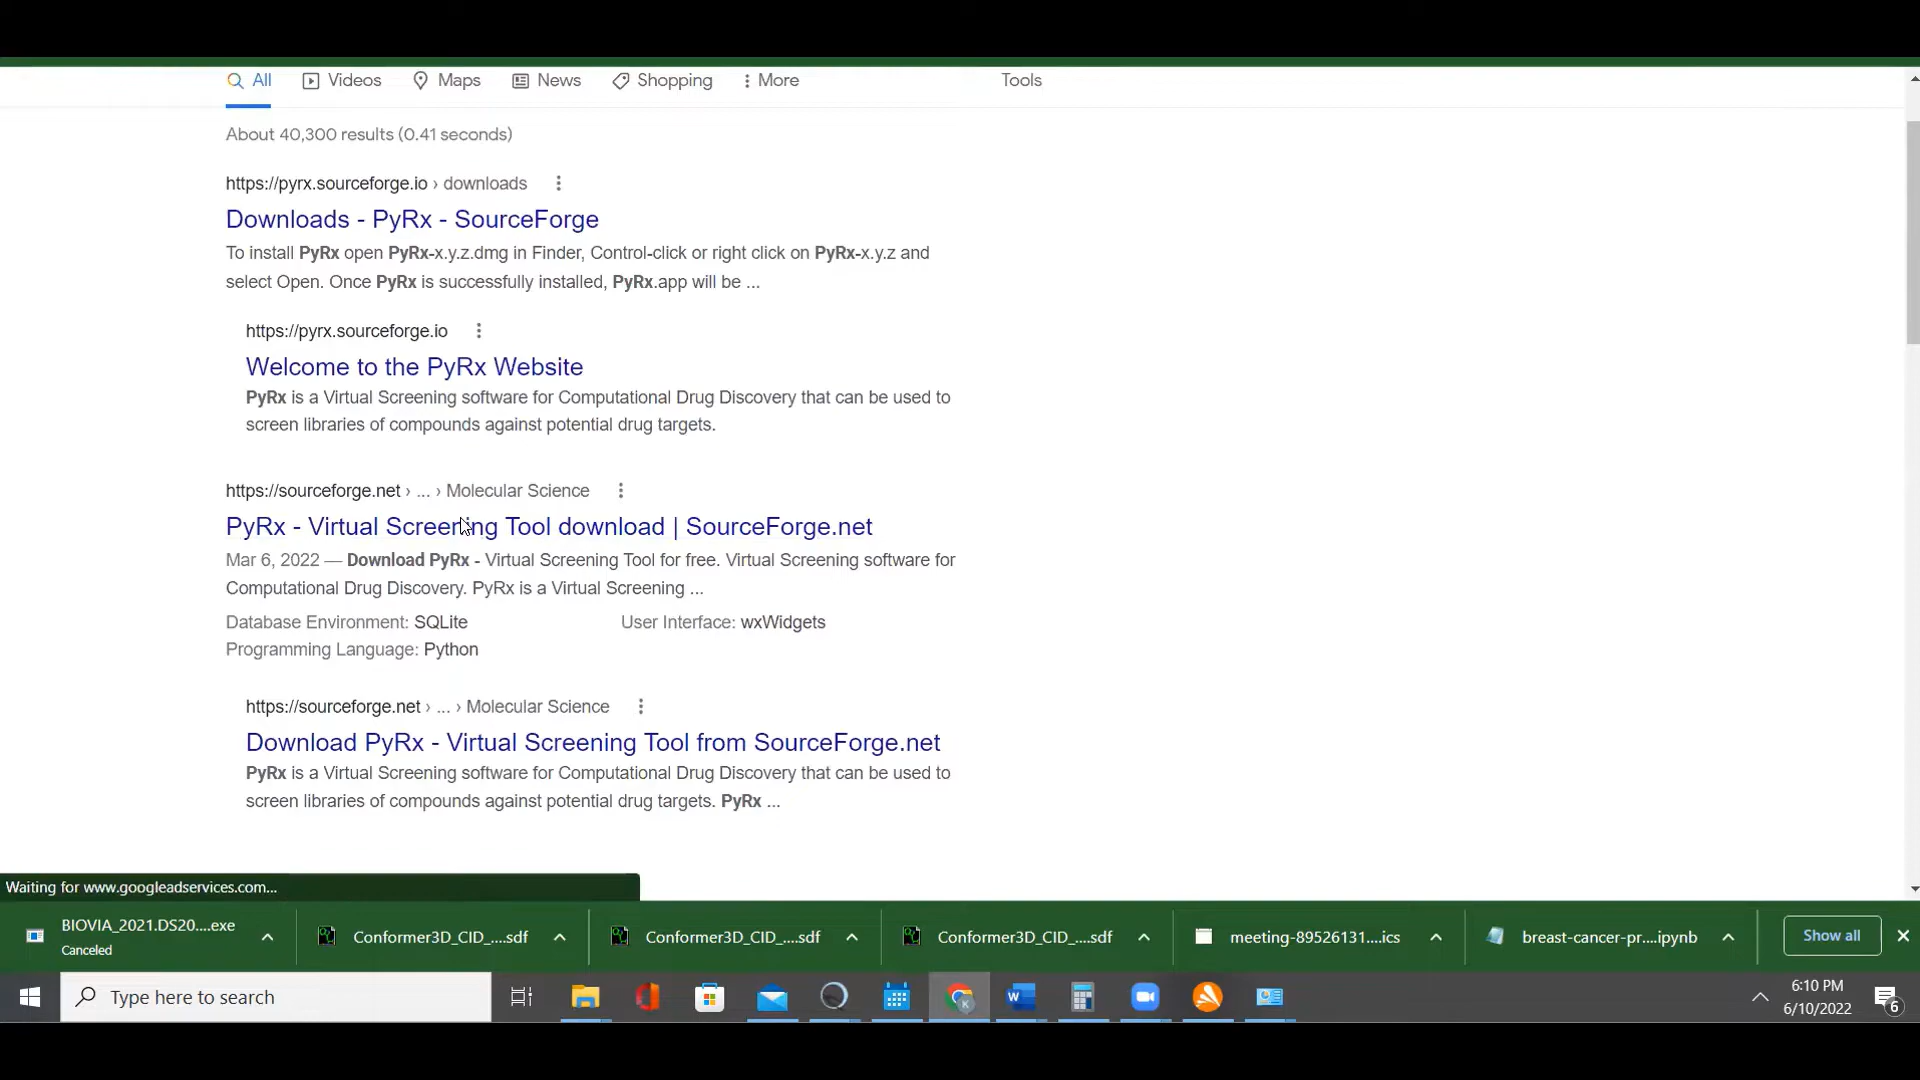 All Videos Maps News Shopping More Tools
About 40,300 results (0.41 seconds)
https://pyrx.sourceforge.io › downloads
Downloads - PyRx - SourceForge
To install PyRx open PyRx-x.y.z.dmg in Finder, Control-click or right click on PyRx-x.y.z and
select Open. Once PyRx is successfully installed, PyRx.app will be ...
https://pyrx.sourceforge.io
Welcome to the PyRx Website
PyRx is a Virtual Screening software for Computational Drug Discovery that can be used to
screen libraries of compounds against potential drug targets.
https://sourceforge.net › ... › Molecular Science
PyRx - Virtual Screening Tool download | SourceForge.net
Mar 6, 2022 — Download PyRx - Virtual Screening Tool for free. Virtual Screening software for
Computational Drug Discovery. PyRx is a Virtual Screening ...
Database Environment: SQLite User Interface: wxWidgets
Programming Language: Python
https://sourceforge.net › ... › Molecular Science
Download PyRx - Virtual Screening Tool from SourceForge.net
PyRx is a Virtual Screening software for Computational Drug Discovery that can be used to
screen libraries of compounds against potential drug targets. PyRx ...
Waiting for www.googleadservices.com...
BIOVIA_2021.DS20....exe
Canceled
Conformer3D_CID_....sdf Conformer3D_CID_....sdf Conformer3D_CID_....sdf meeting-89526131....ics breast-cancer-pr....ipynb Show all
Type here to search
6:10 PM
6/10/2022
6